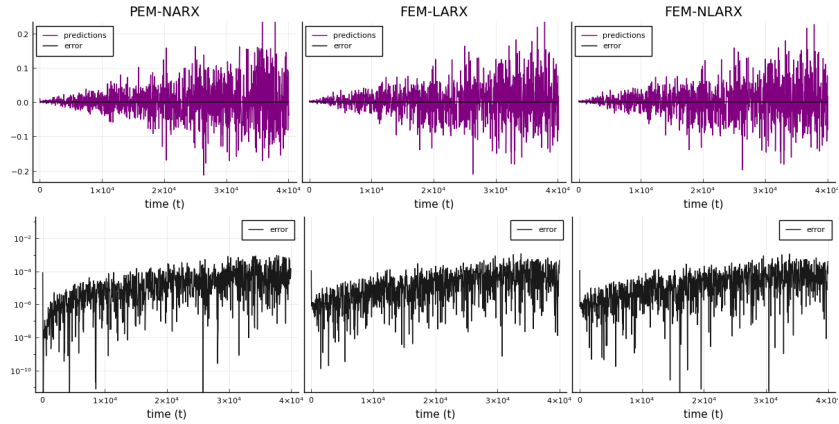 PEM-NARX FEM-LARX FEM-NLARX
0.2
0.1
0.0
−0.1
−0.2
predictions
error
predictions
error
predictions
error
0 1×10⁴ 2×10⁴ 3×10⁴ 4×10⁴
0 1×10⁴ 2×10⁴ 3×10⁴ 4×10⁴
0 1×10⁴ 2×10⁴ 3×10⁴ 4×10⁴
time (t) time (t) time (t)
10⁻²
10⁻⁴
10⁻⁶
10⁻⁸
10⁻¹⁰
error
error
error
0 1×10⁴ 2×10⁴ 3×10⁴ 4×10⁴
0 1×10⁴ 2×10⁴ 3×10⁴ 4×10⁴
0 1×10⁴ 2×10⁴ 3×10⁴ 4×10⁴
time (t) time (t) time (t)